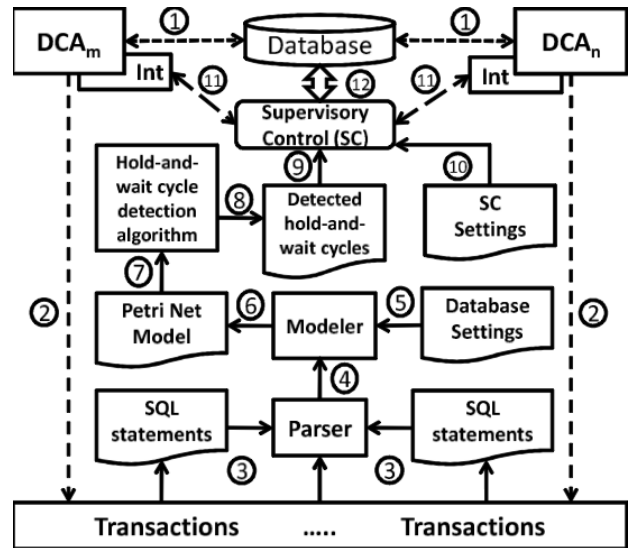 ① ①
DCAm Database DCAn
Int ⑪ ⑫ ⑪ Int
Supervisory
Control (SC)
Hold-and-
wait cycle
detection
algorithm
⑧
⑨
Detected
hold-and-
wait cycles
⑩
SC
Settings
⑦
② ②
Petri Net
Model
⑥
Modeler
⑤
Database
Settings
④
SQL
statements
Parser
SQL
statements
③ ③
Transactions ..... Transactions